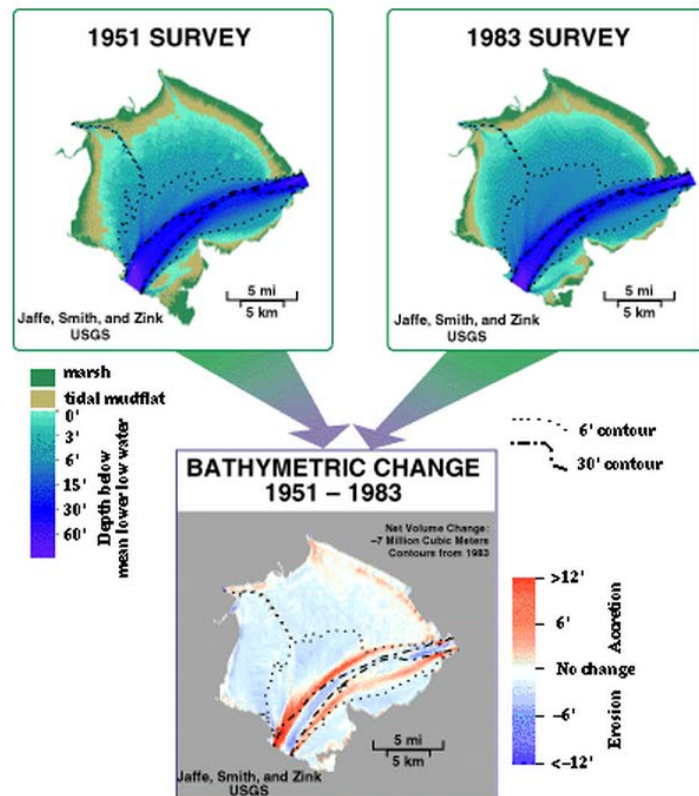 1951 SURVEY
1983 SURVEY
5 mi
5 km
Jaffe, Smith, and Zink
USGS
5 mi
5 km
Jaffe, Smith, and Zink
USGS
marsh
tidal mudflat
0'
3'
6'
15'
30'
60'
Depth below
mean lower low water
6' contour
30' contour
BATHYMETRIC CHANGE
1951 – 1983
Net Volume Change:
–7 Million Cubic Meters
Contours from 1983
5 mi
5 km
Jaffe, Smith, and Zink
USGS
>12'
6'
No change
–6'
<–12'
Accretion
Erosion